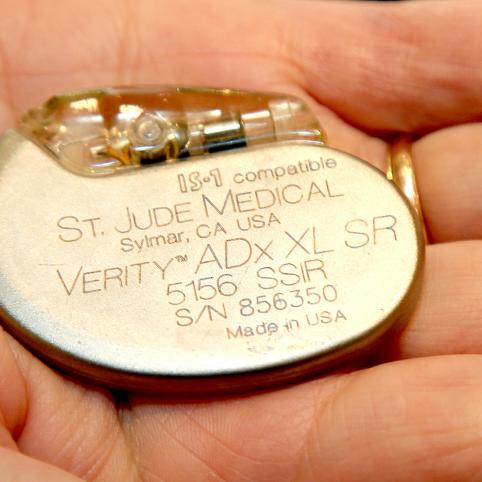 IS-1 compatible
ST. JUDE MEDICAL
Sylmar, CA USA
VERITY™ ADx XL SR
5156 SSIR
S/N 856350
Made in USA